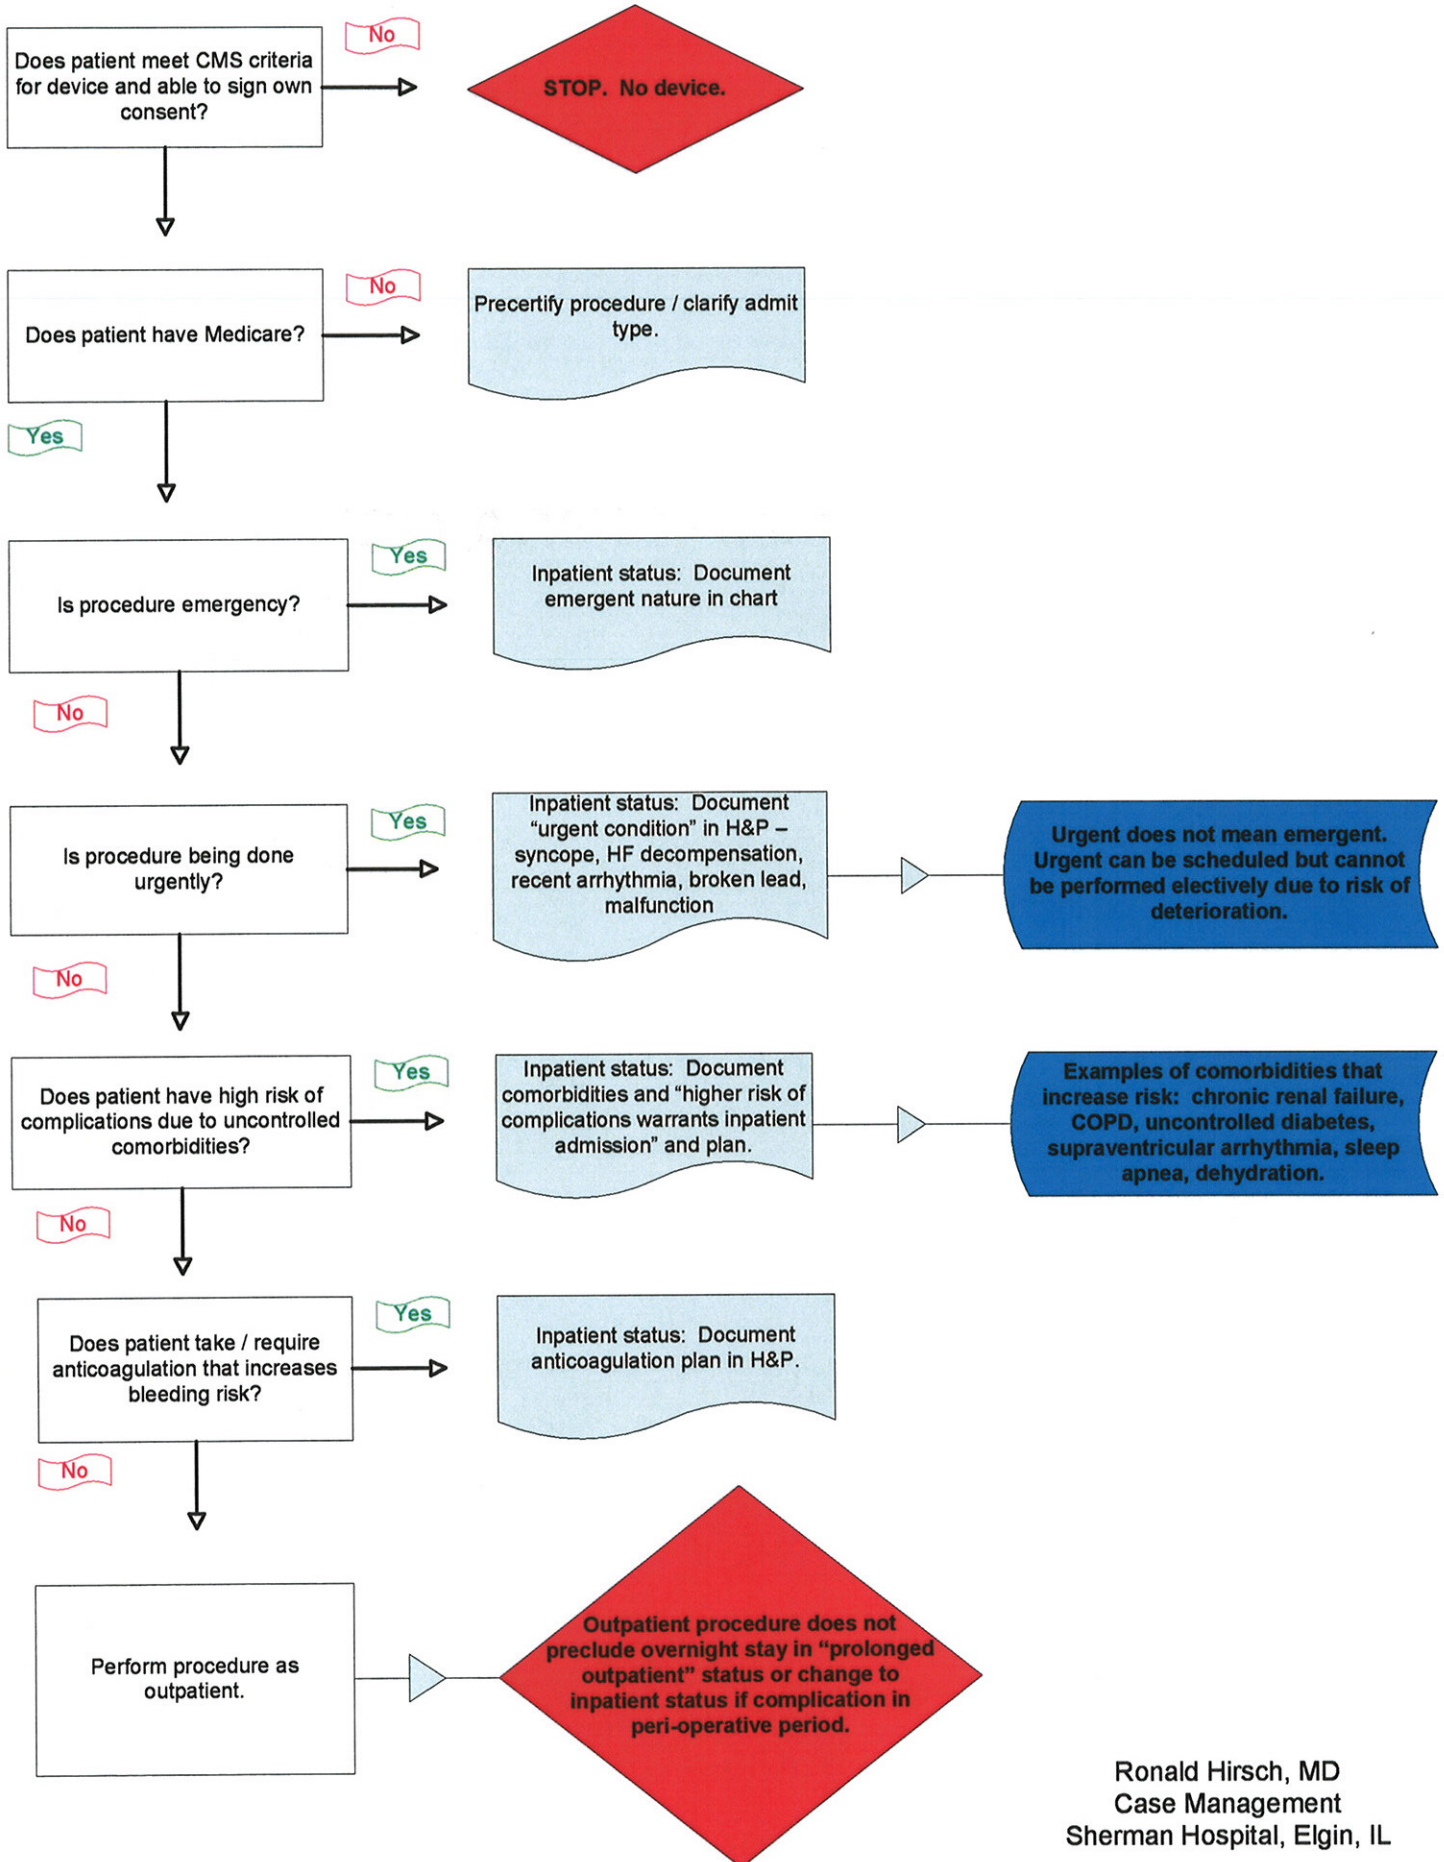 No
Does patient meet CMS criteria
for device and able to sign own
consent?
STOP.  No device.
No
Does patient have Medicare?
Precertify procedure / clarify admit
type.
Yes
Is procedure emergency?
Yes
Inpatient status:  Document
emergent nature in chart
No
Is procedure being done
urgently?
Yes
Inpatient status:  Document
“urgent condition” in H&P –
syncope, HF decompensation,
recent arrhythmia, broken lead,
malfunction
Urgent does not mean emergent.
Urgent can be scheduled but cannot
be performed electively due to risk of
deterioration.
No
Does patient have high risk of
complications due to uncontrolled
comorbidities?
Yes
Inpatient status:  Document
comorbidities and “higher risk of
complications warrants inpatient
admission” and plan.
Examples of comorbidities that
increase risk:  chronic renal failure,
COPD, uncontrolled diabetes,
supraventricular arrhythmia, sleep
apnea, dehydration.
No
Does patient take / require
anticoagulation that increases
bleeding risk?
Yes
Inpatient status:  Document
anticoagulation plan in H&P.
No
Perform procedure as
outpatient.
Outpatient procedure does not
preclude overnight stay in “prolonged
outpatient” status or change to
inpatient status if complication in
peri-operative period.
Ronald Hirsch, MD
Case Management
Sherman Hospital, Elgin, IL